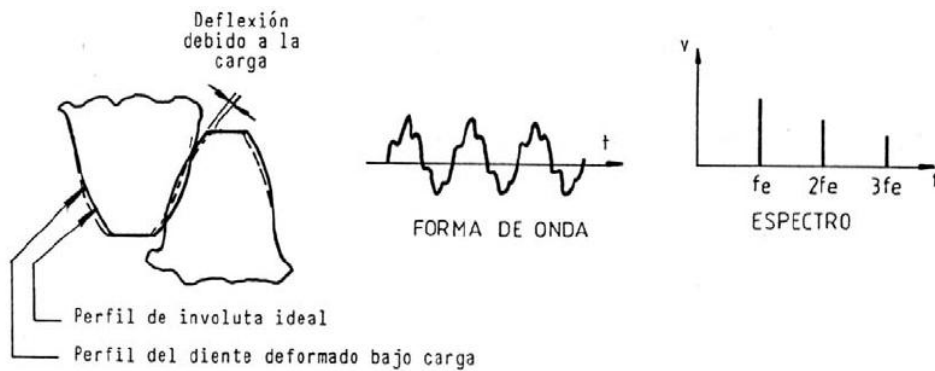 Deflexión
debido a la
carga
Perfil de involuta ideal
Perfil del diente deformado bajo carga
t
FORMA DE ONDA
v
fe 2fe 3fe
f
ESPECTRO